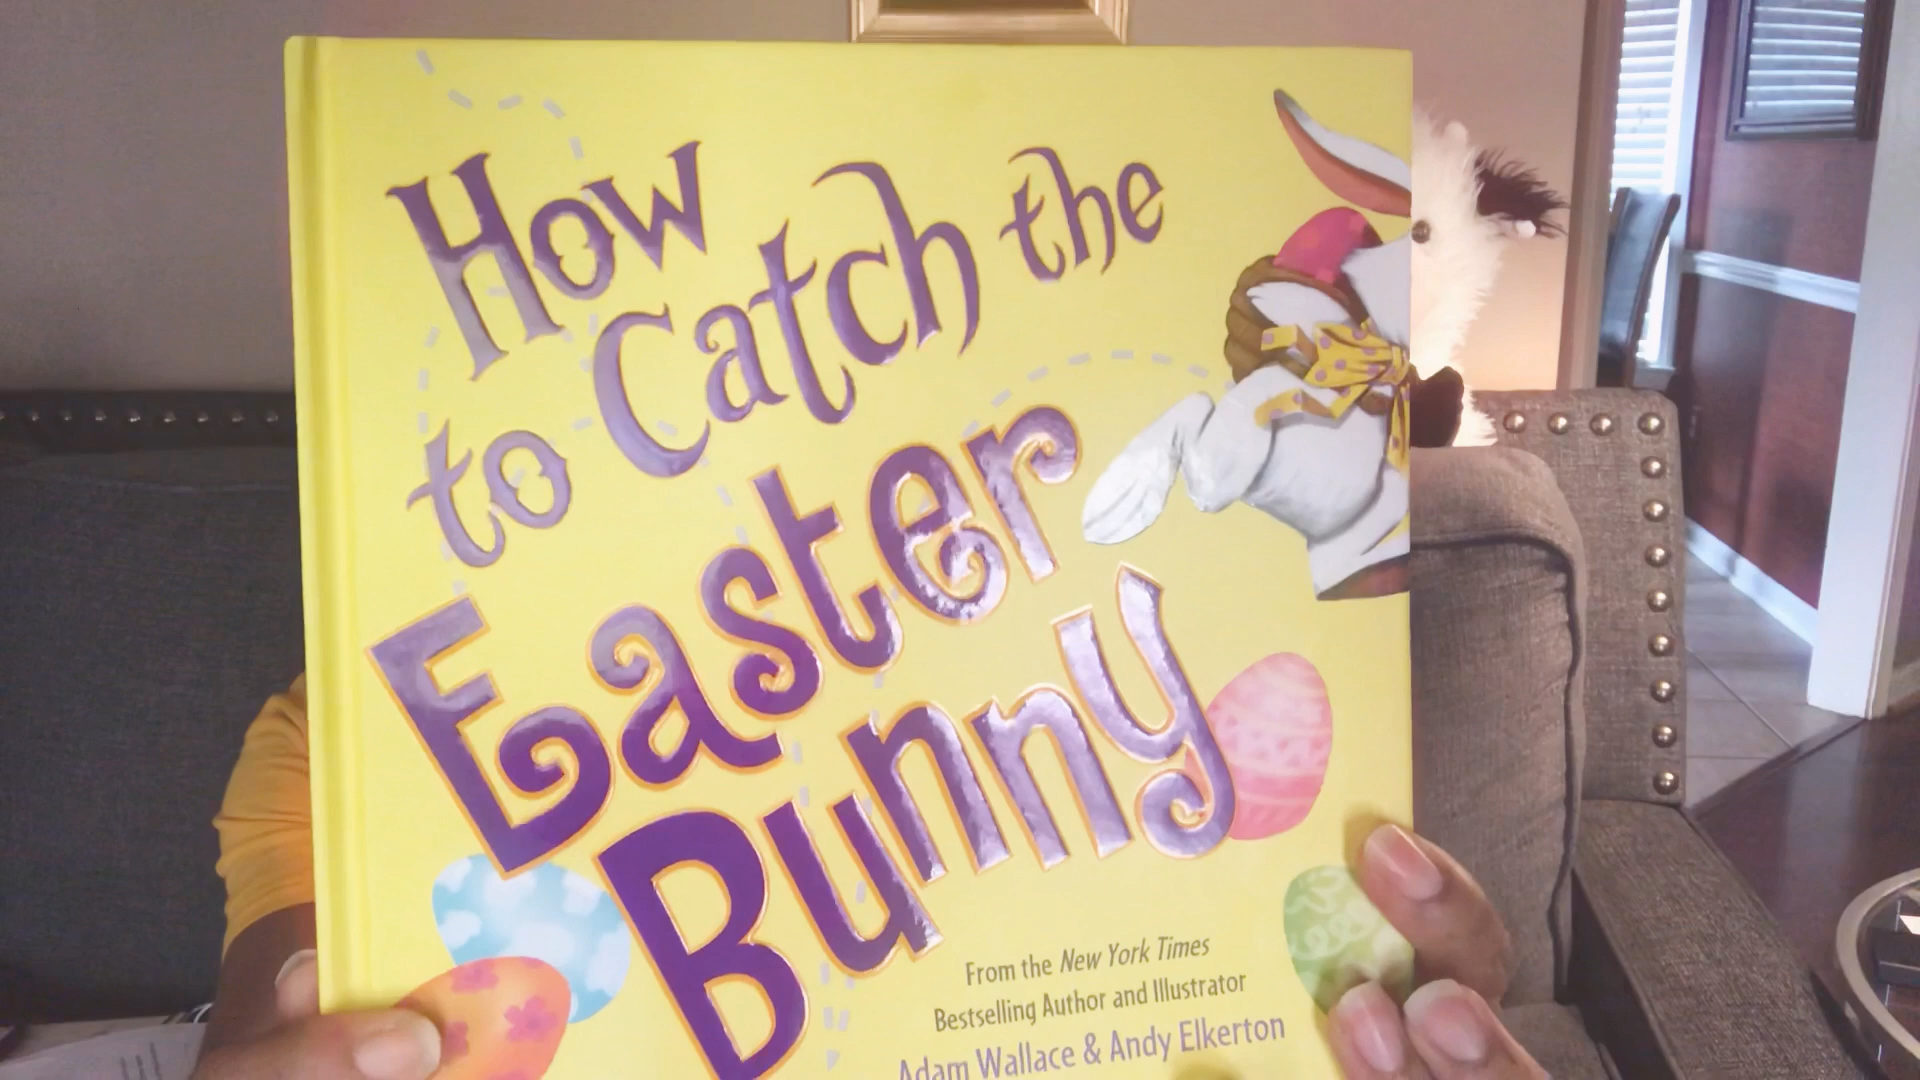 How
to Catch the
Easter
Bunny
From the New York Times
Bestselling Author and Illustrator
Adam Wallace & Andy Elkerton